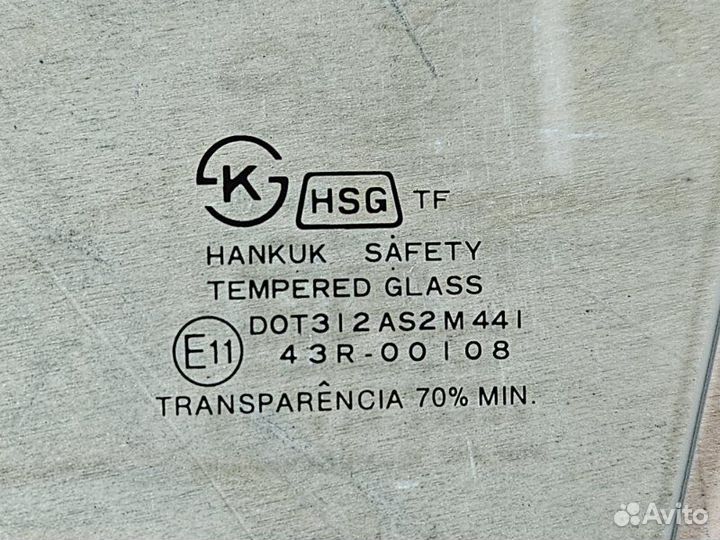 K HSG TF
HANKUK SAFETY
TEMPERED GLASS
DOT312AS2M441
E11 43R-00108
TRANSPARÊNCIA 70% MIN.
Avito